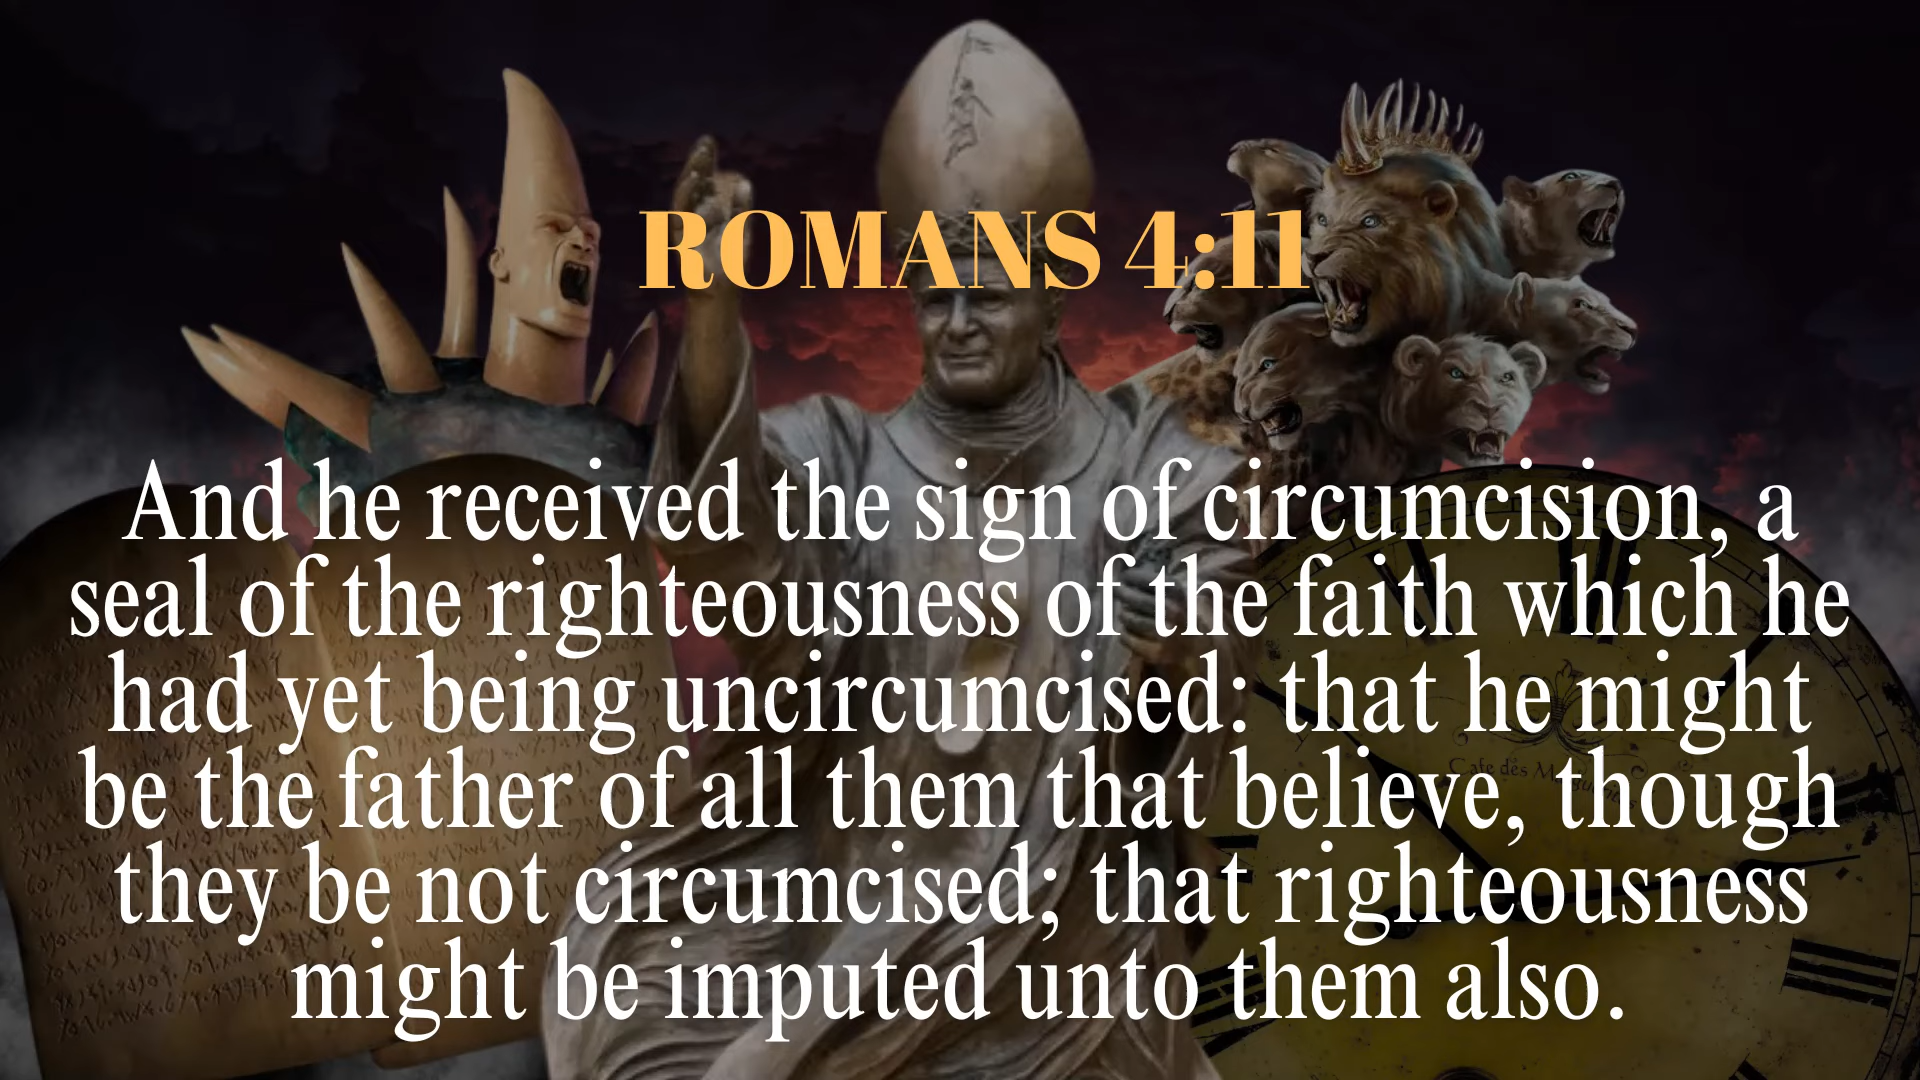 ROMANS 4:11
And he received the sign of circumcision, a
seal of the righteousness of the faith which he
had yet being uncircumcised: that he might
be the father of all them that believe, though
they be not circumcised; that righteousness
might be imputed unto them also.
Cafe des M